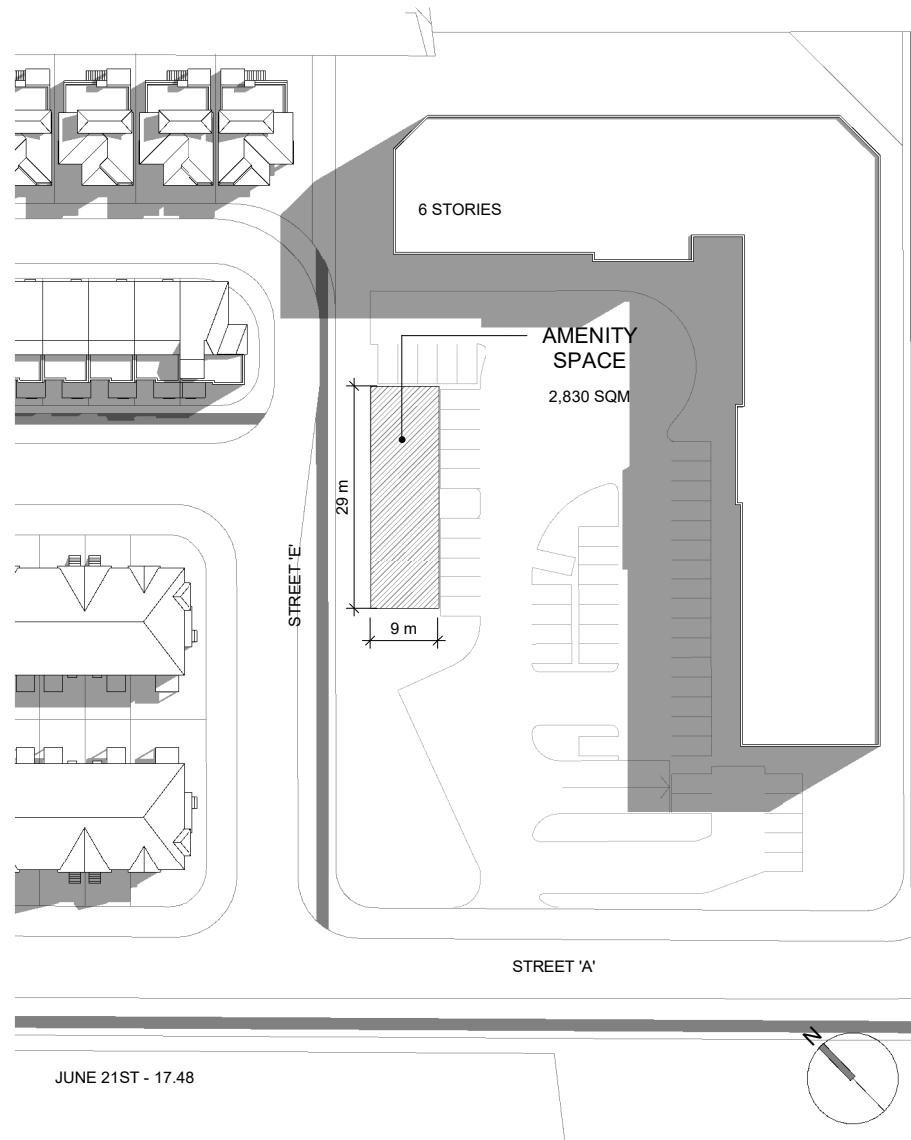 6 STORIES
AMENITY
SPACE
2,830 SQM
29 m
9 m
STREET 'E'
STREET 'A'
JUNE 21ST - 17.48
N